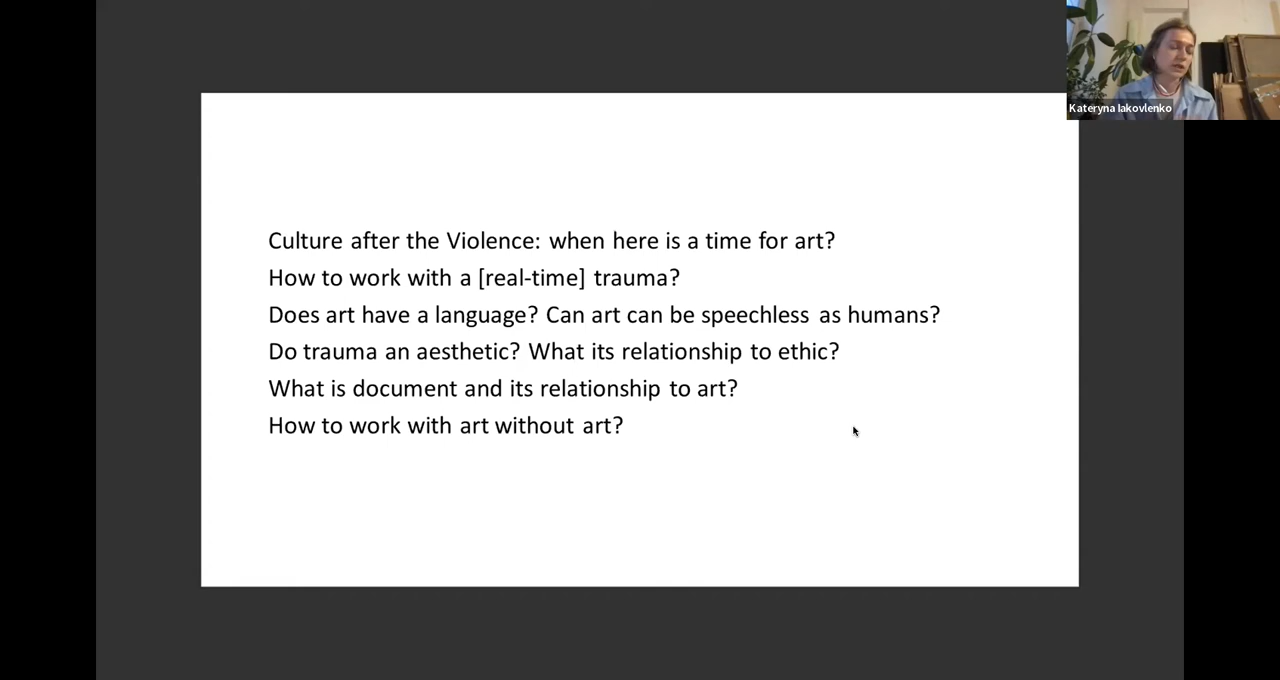 Kateryna Iakovlenko
Culture after the Violence: when here is a time for art?
How to work with a [real-time] trauma?
Does art have a language? Can art can be speechless as humans?
Do trauma an aesthetic? What its relationship to ethic?
What is document and its relationship to art?
How to work with art without art?